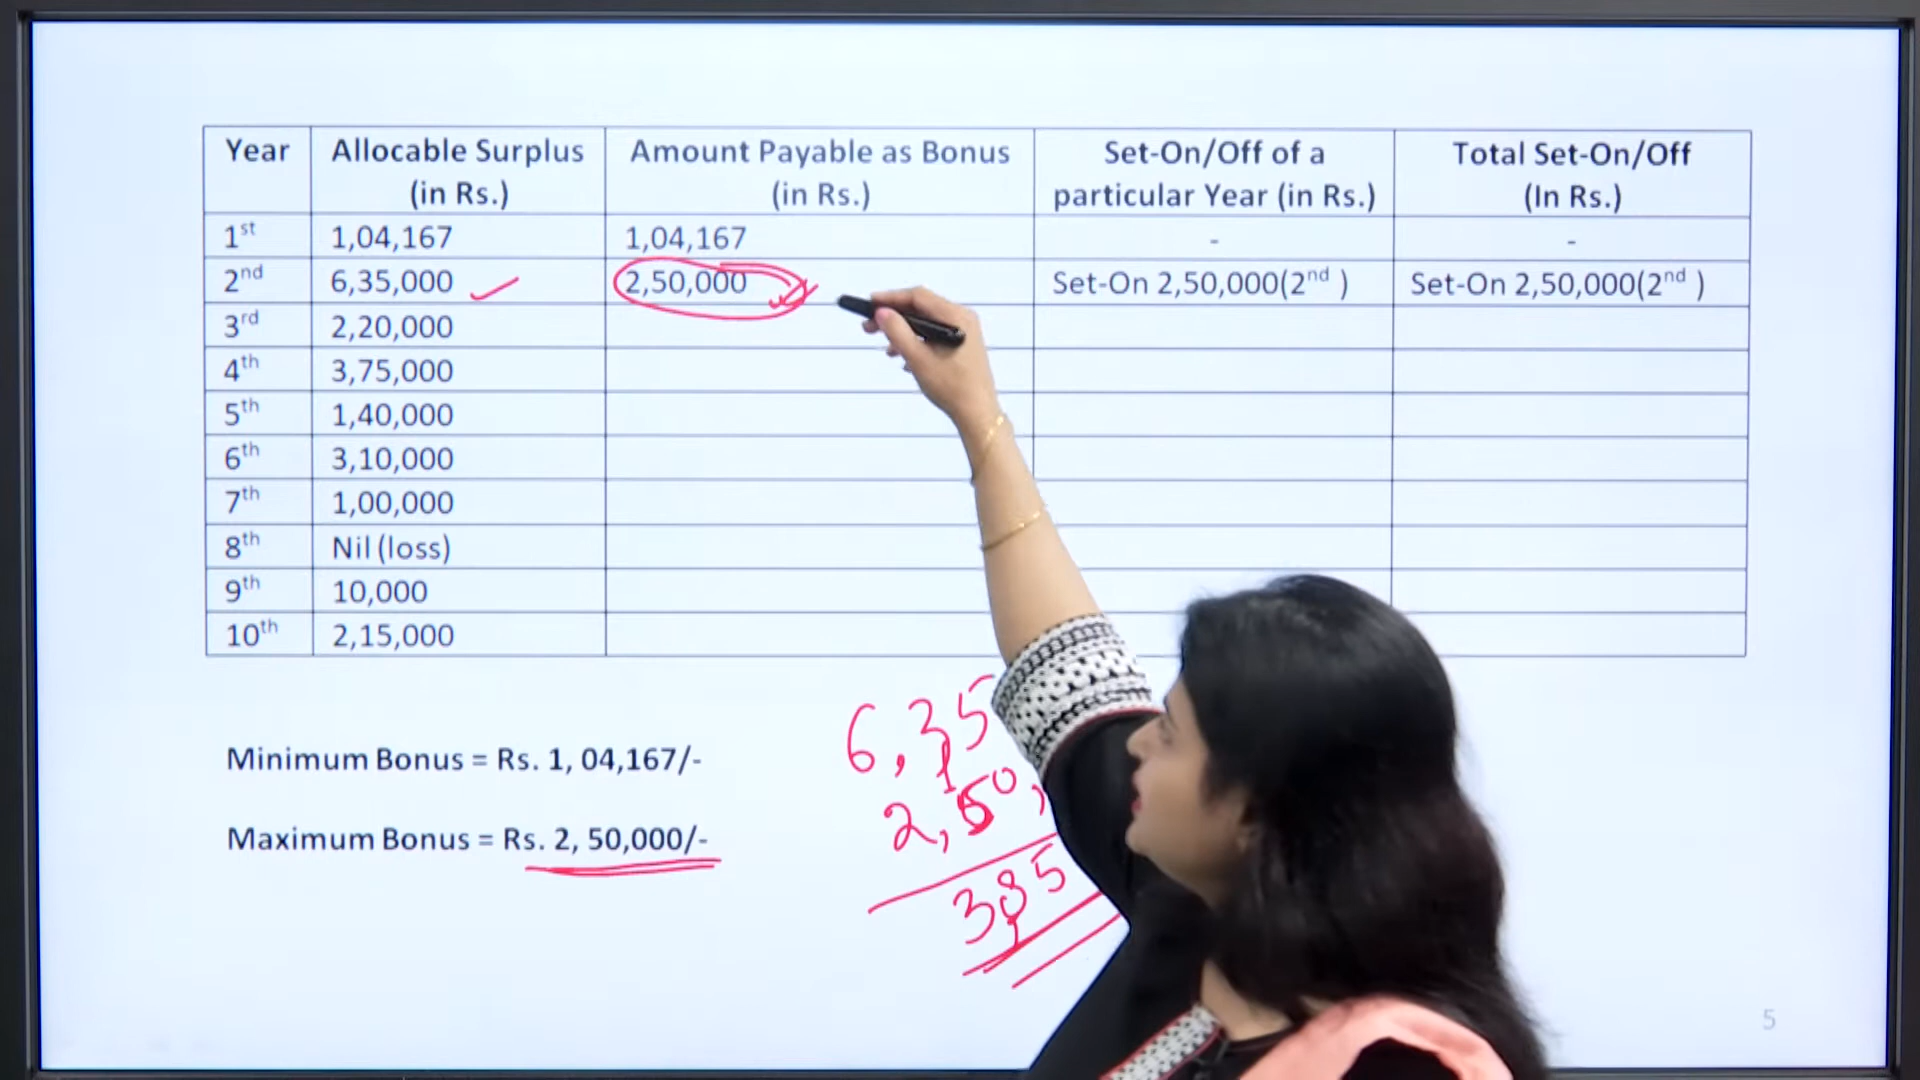 Year Allocable Surplus (in Rs.) Amount Payable as Bonus (in Rs.) Set-On/Off of a particular Year (in Rs.) Total Set-On/Off (In Rs.)
1st 1,04,167 1,04,167 - -
2nd 6,35,000 2,50,000 Set-On 2,50,000(2nd ) Set-On 2,50,000(2nd )
3rd 2,20,000
4th 3,75,000
5th 1,40,000
6th 3,10,000
7th 1,00,000
8th Nil (loss)
9th 10,000
10th 2,15,000
Minimum Bonus = Rs. 1, 04,167/-
Maximum Bonus = Rs. 2, 50,000/-
6,35
2,50,
3,85
5